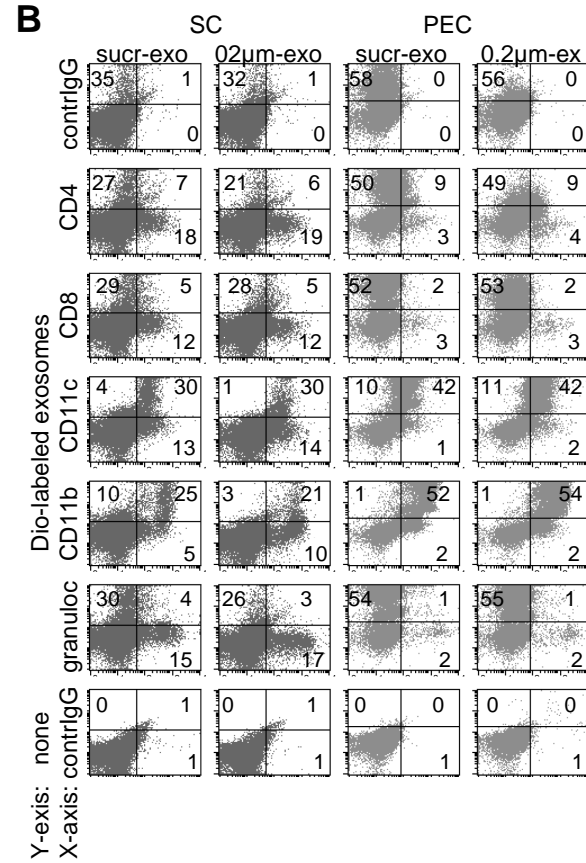 B
SC PEC
sucr-exo 02µm-exo sucr-exo 0.2µm-ex
contrIgG
35 1 32 1 58 0 56 0
0 0 0 0
CD4
27 7 21 6 50 9 49 9
18 19 3 4
CD8
29 5 28 5 52 2 53 2
12 12 3 3
Dio-labeled exosomes
CD11c
4 30 1 30 10 42 11 42
13 14 1 2
CD11b
10 25 3 21 1 52 1 54
5 10 2 2
granuloc
30 4 26 3 54 1 55 1
15 17 2 2
none
contrIgG
0 1 0 1 0 0 0 0
1 1 1 1
Y-axis:
X-axis: